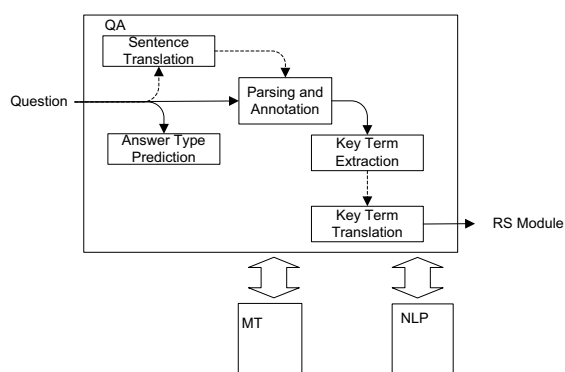 QA
Sentence
Translation
Question
Parsing and
Annotation
Answer Type
Prediction
Key Term
Extraction
Key Term
Translation
RS Module
MT
NLP